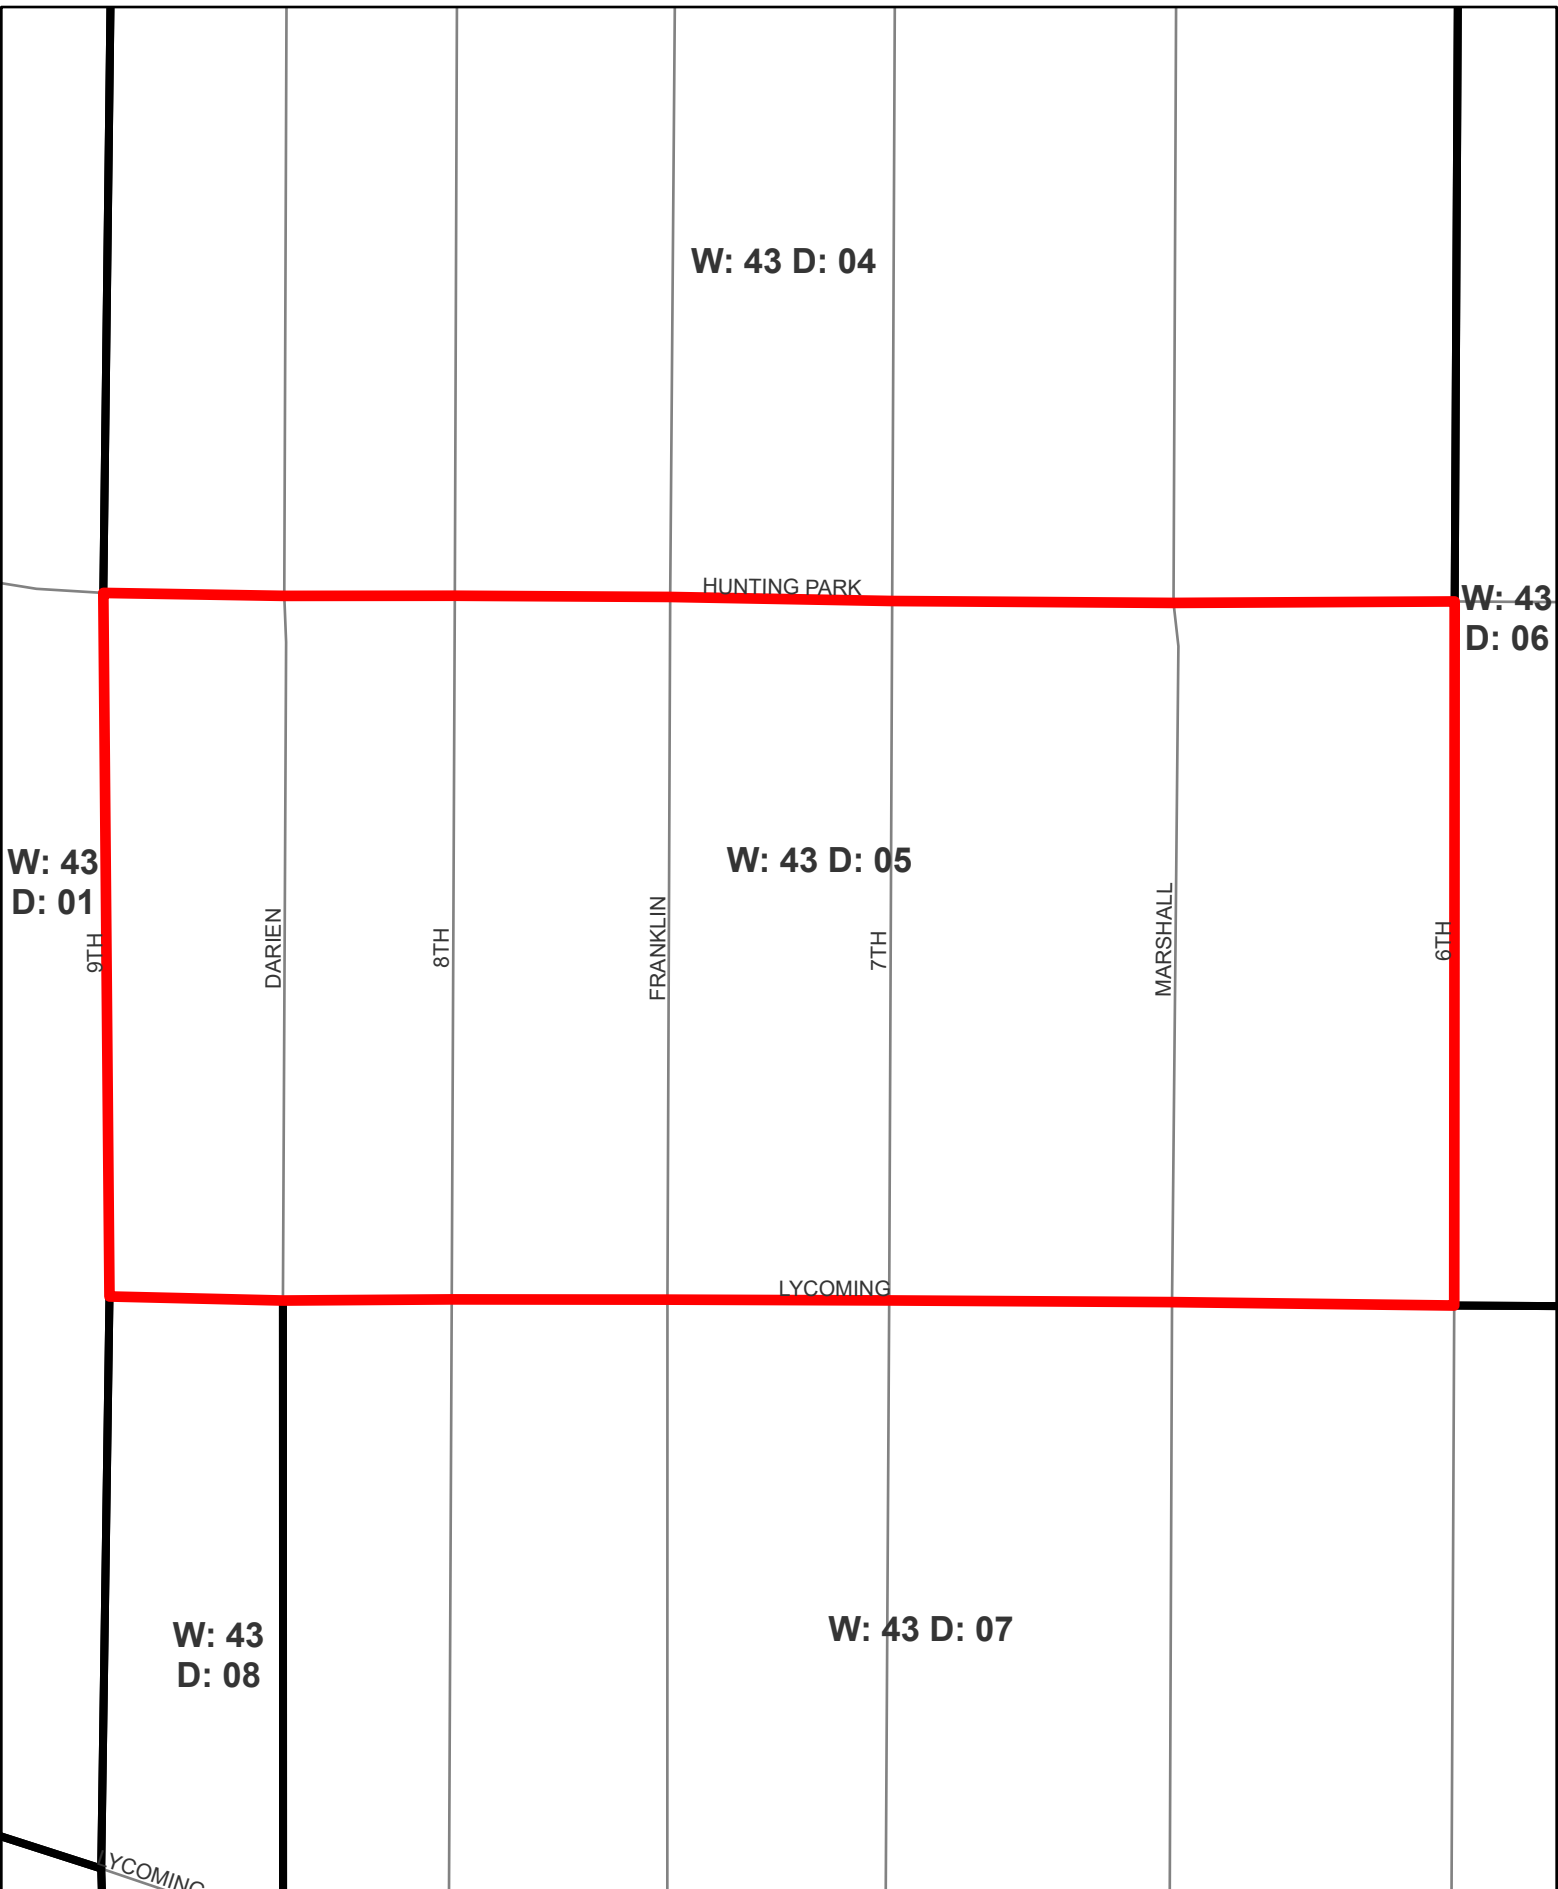 W: 43 D: 04
HUNTING PARK
W: 43
D: 06
W: 43
D: 01
W: 43 D: 05
9TH
DARIEN
8TH
FRANKLIN
7TH
MARSHALL
6TH
LYCOMING
W: 43
D: 08
W: 43 D: 07
LYCOMING